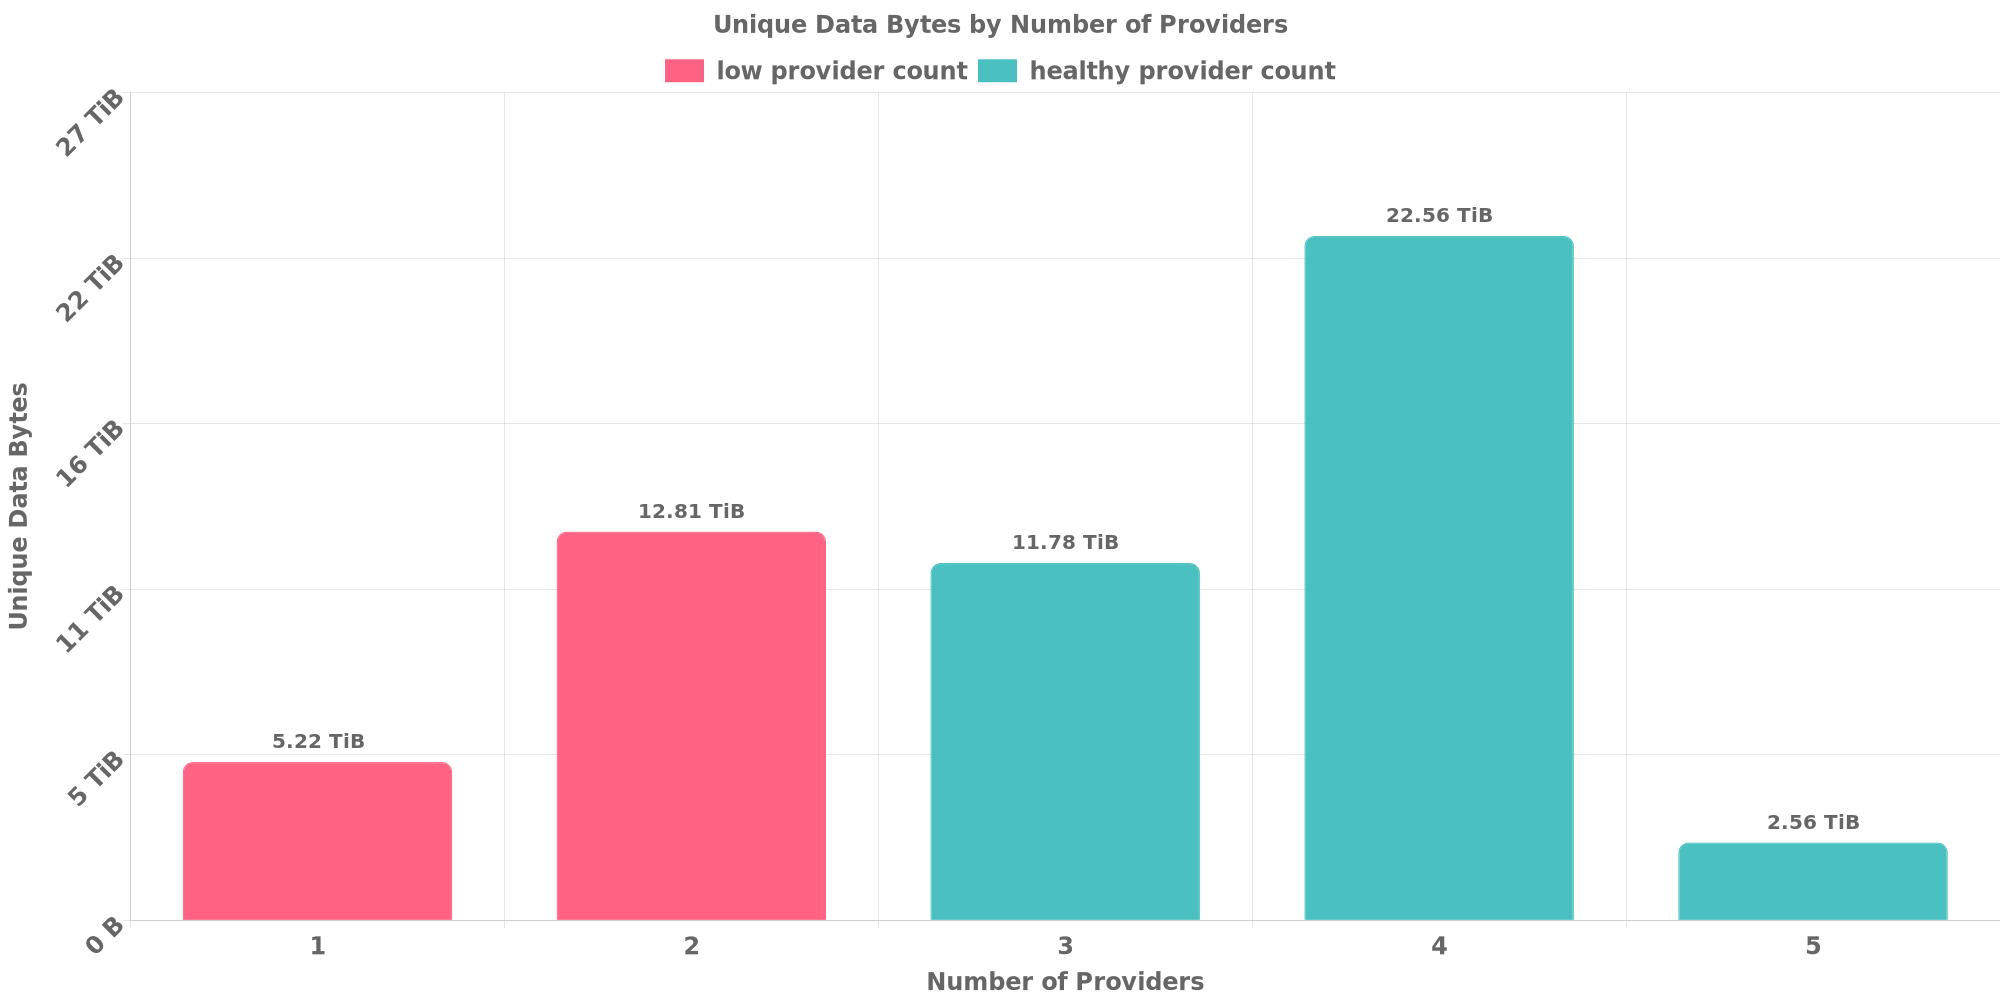 Unique Data Bytes by Number of Providers
low provider count
healthy provider count
Unique Data Bytes
27 TiB
22 TiB
16 TiB
11 TiB
5 TiB
0 B
5.22 TiB
12.81 TiB
11.78 TiB
22.56 TiB
2.56 TiB
1
2
3
4
5
Number of Providers